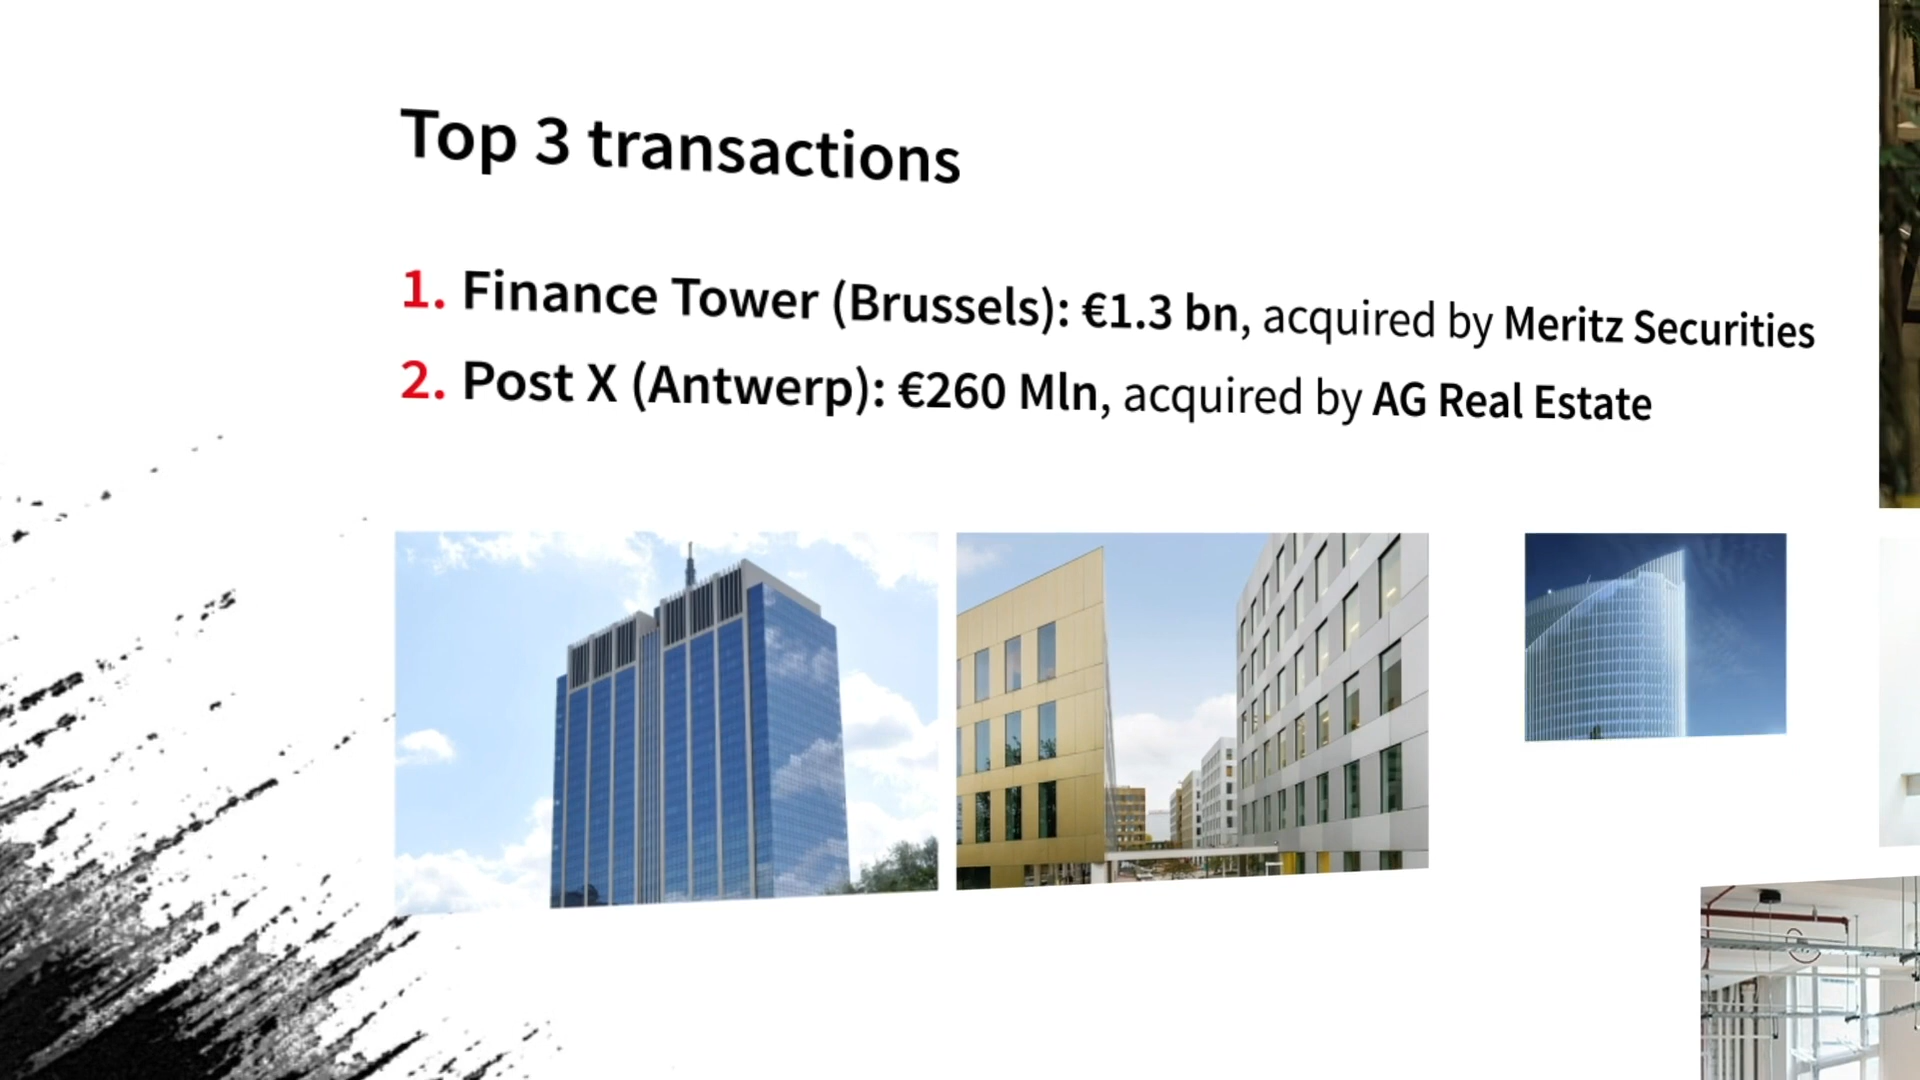 Top 3 transactions
1. Finance Tower (Brussels): €1.3 bn, acquired by Meritz Securities
2. Post X (Antwerp): €260 Mln, acquired by AG Real Estate